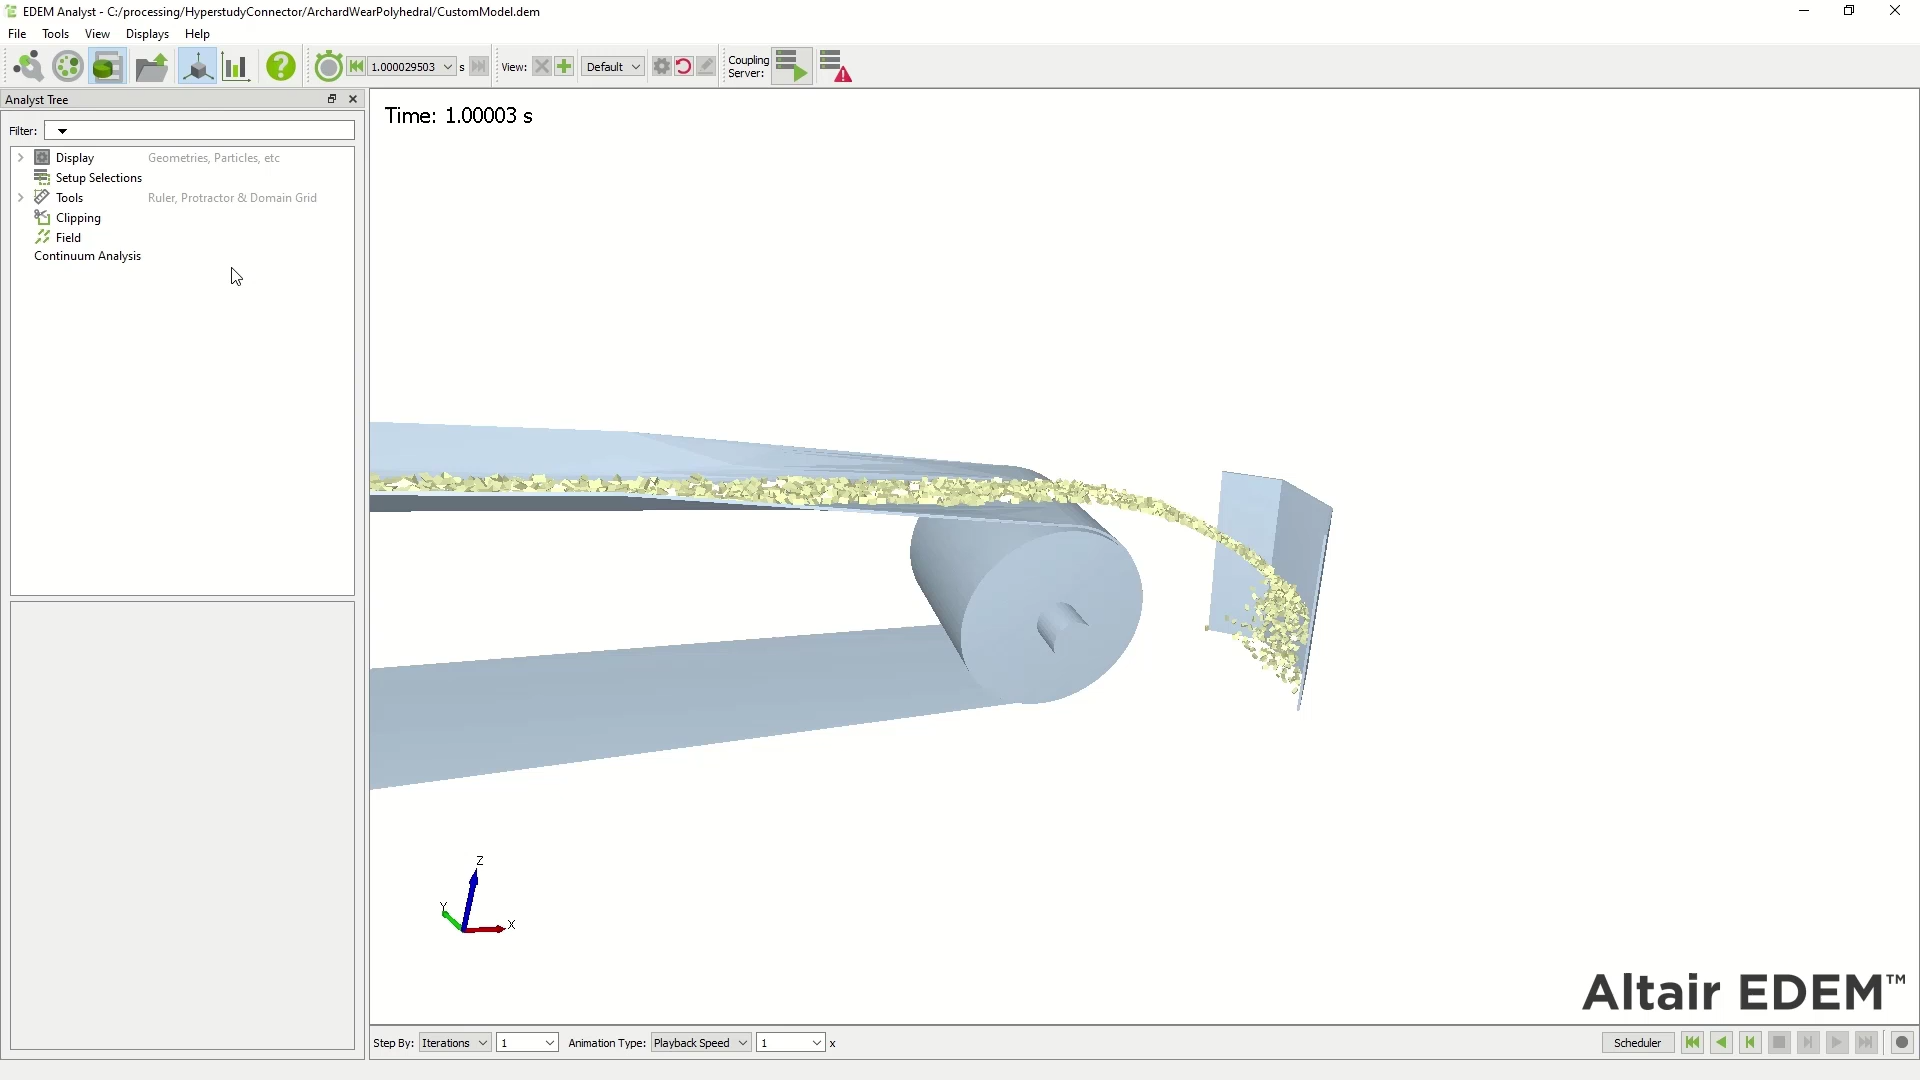 EDEM Analyst - C:/processing/HyperstudyConnector/ArchardWearPolyhedral/CustomModel.dem
File Tools View Displays Help
1.000029503 s View: Default Coupling Server:
Analyst Tree
Filter:
Display Geometries, Particles, etc
Setup Selections
Tools Ruler, Protractor & Domain Grid
Clipping
Field
Continuum Analysis
Time: 1.00003 s
Z
Y
X
Altair EDEM™
Step By: Iterations 1 Animation Type: Playback Speed 1 x Scheduler